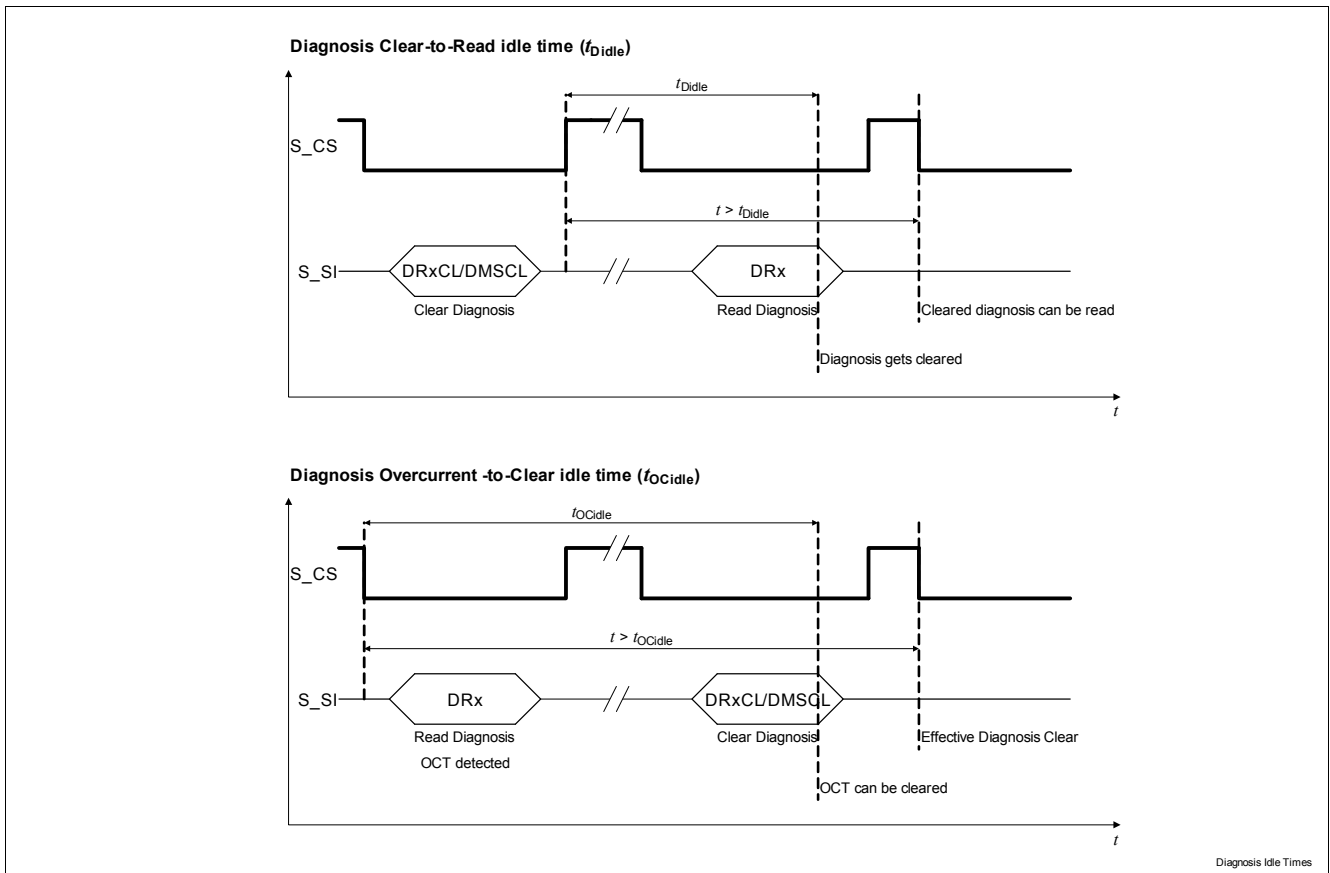 Diagnosis Clear-to-Read idle time (tDidle)
tDidle
S_CS
t > tDidle
S_SI
DRxCL/DMSCL
DRx
Clear Diagnosis
Read Diagnosis
Cleared diagnosis can be read
Diagnosis gets cleared
t
Diagnosis Overcurrent -to-Clear idle time (tOCidle)
tOCidle
S_CS
t > tOCidle
S_SI
DRx
DRxCL/DMSCL
Read Diagnosis
Clear Diagnosis
Effective Diagnosis Clear
OCT detected
OCT can be cleared
t
Diagnosis Idle Times